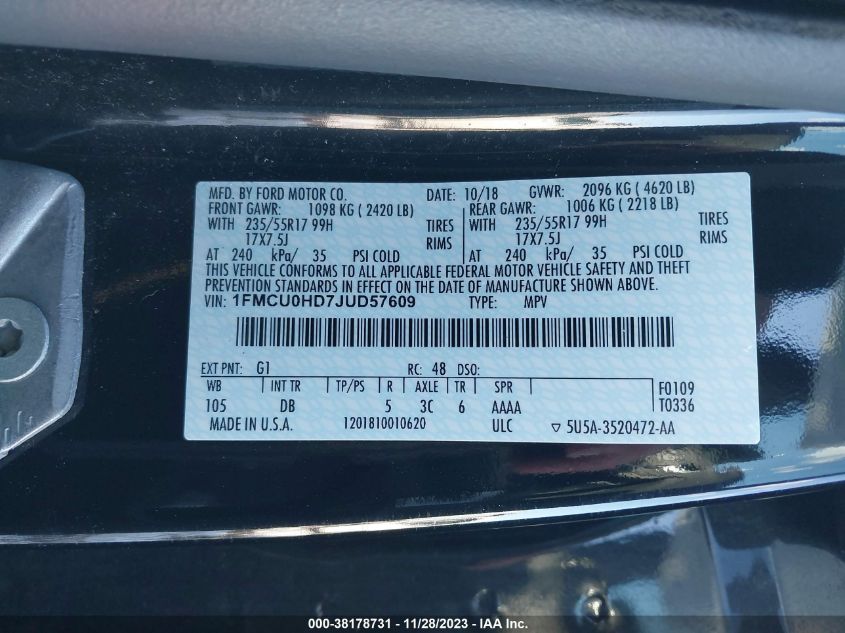 MFD. BY FORD MOTOR CO. DATE: 10/18 GVWR: 2096 KG ( 4620 LB)
FRONT GAWR: 1098 KG ( 2420 LB) REAR GAWR: 1006 KG ( 2218 LB)
WITH 235/55R17 99H TIRES WITH 235/55R17 99H TIRES
17X7.5J RIMS 17X7.5J RIMS
AT 240 kPa/ 35 PSI COLD AT 240 kPa/ 35 PSI COLD
THIS VEHICLE CONFORMS TO ALL APPLICABLE FEDERAL MOTOR VEHICLE SAFETY AND THEFT
PREVENTION STANDARDS IN EFFECT ON THE DATE OF MANUFACTURE SHOWN ABOVE.
VIN: 1FMCU0HD7JUD57609 TYPE: MPV
EXT PNT: G1 RC: 48 DSO:
WB INT TR TP/PS R AXLE TR SPR F0109
105 DB 5 3C 6 AAAA T0336
MADE IN U.S.A. 1201810010620 ULC ▽ 5U5A-3520472-AA
000-38178731 - 11/28/2023 - IAA Inc.